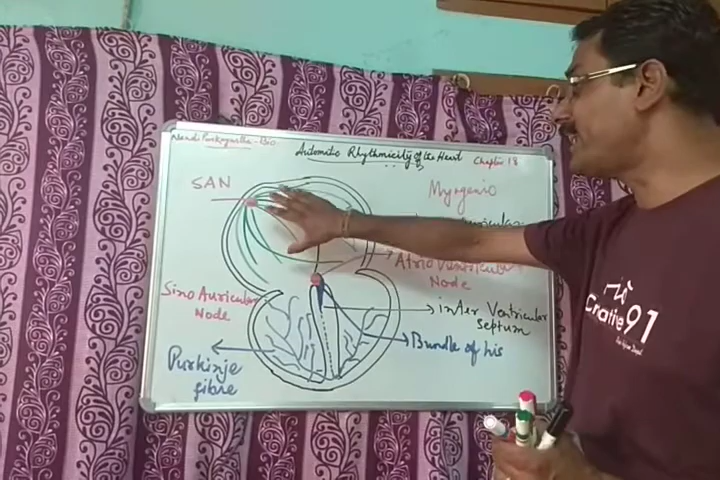 Automatic Rhythmicity of the Heart
Chapter 18
SAN
Myogenic
Atrio Ventricular
Node
Sino Auricular
Node
inter Ventricular
Septum
Bundle of his
Purkinje
fibre
91